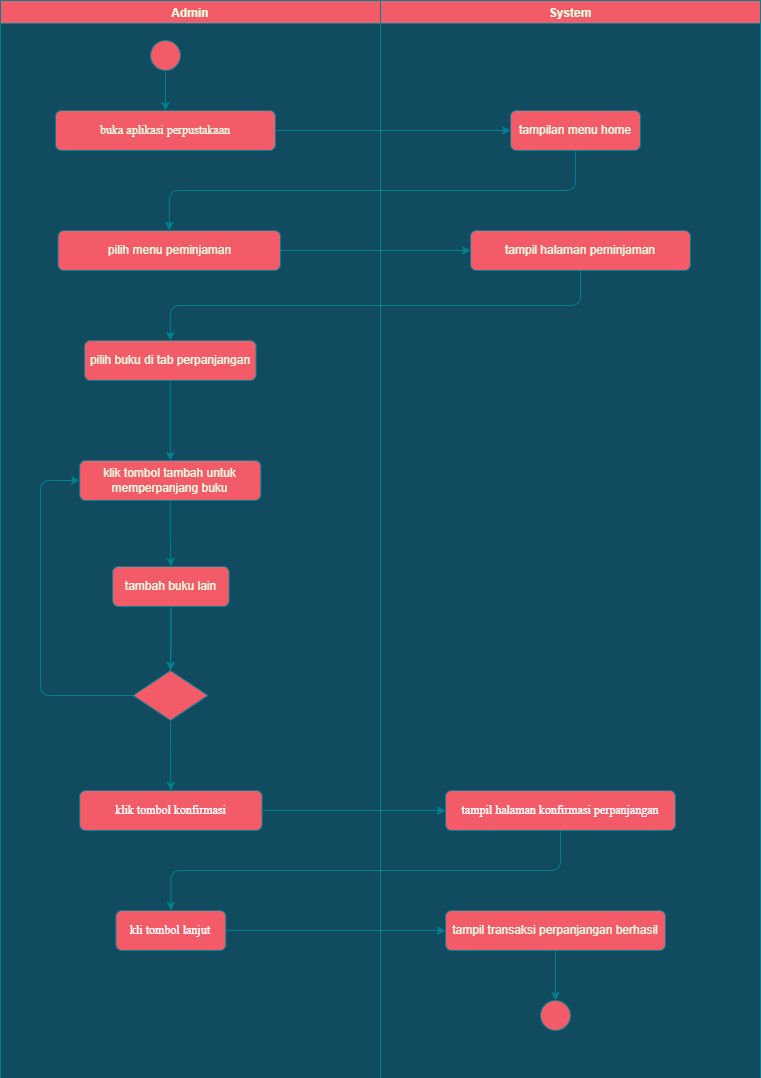 Admin
System
buka aplikasi perpustakaan
tampilan menu home
pilih menu peminjaman
tampil halaman peminjaman
pilih buku di tab perpanjangan
klik tombol tambah untuk
memperpanjang buku
tambah buku lain
klik tombol konfirmasi
tampil halaman konfirmasi perpanjangan
kli tombol lanjut
tampil transaksi perpanjangan berhasil